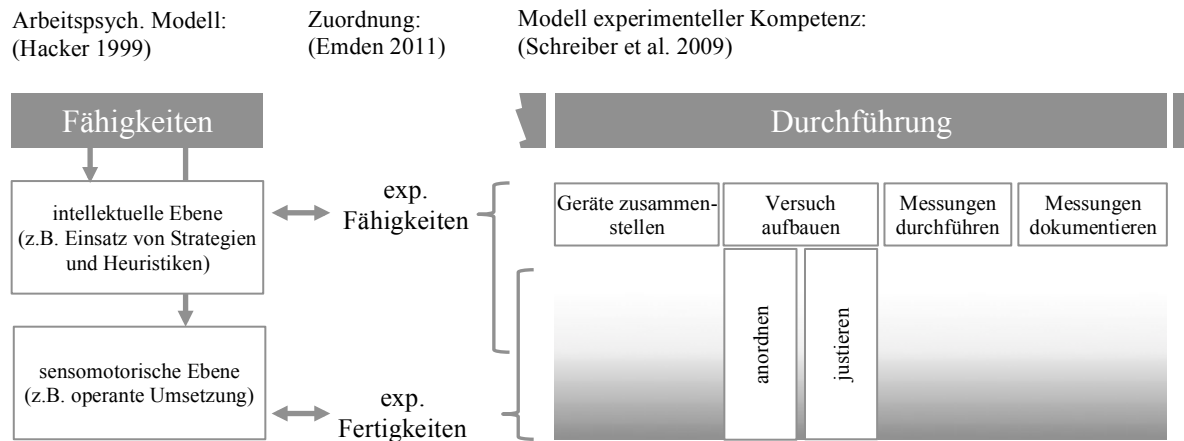 Arbeitspsych. Modell:
(Hacker 1999)
Zuordnung:
(Emden 2011)
Modell experimenteller Kompetenz:
(Schreiber et al. 2009)
Fähigkeiten
intellektuelle Ebene
(z.B. Einsatz von Strategien
und Heuristiken)
sensomotorische Ebene
(z.B. operante Umsetzung)
exp.
Fähigkeiten
exp.
Fertigkeiten
Durchführung
Geräte zusammen-
stellen
Versuch
aufbauen
Messungen
durchführen
Messungen
dokumentieren
anordnen
justieren